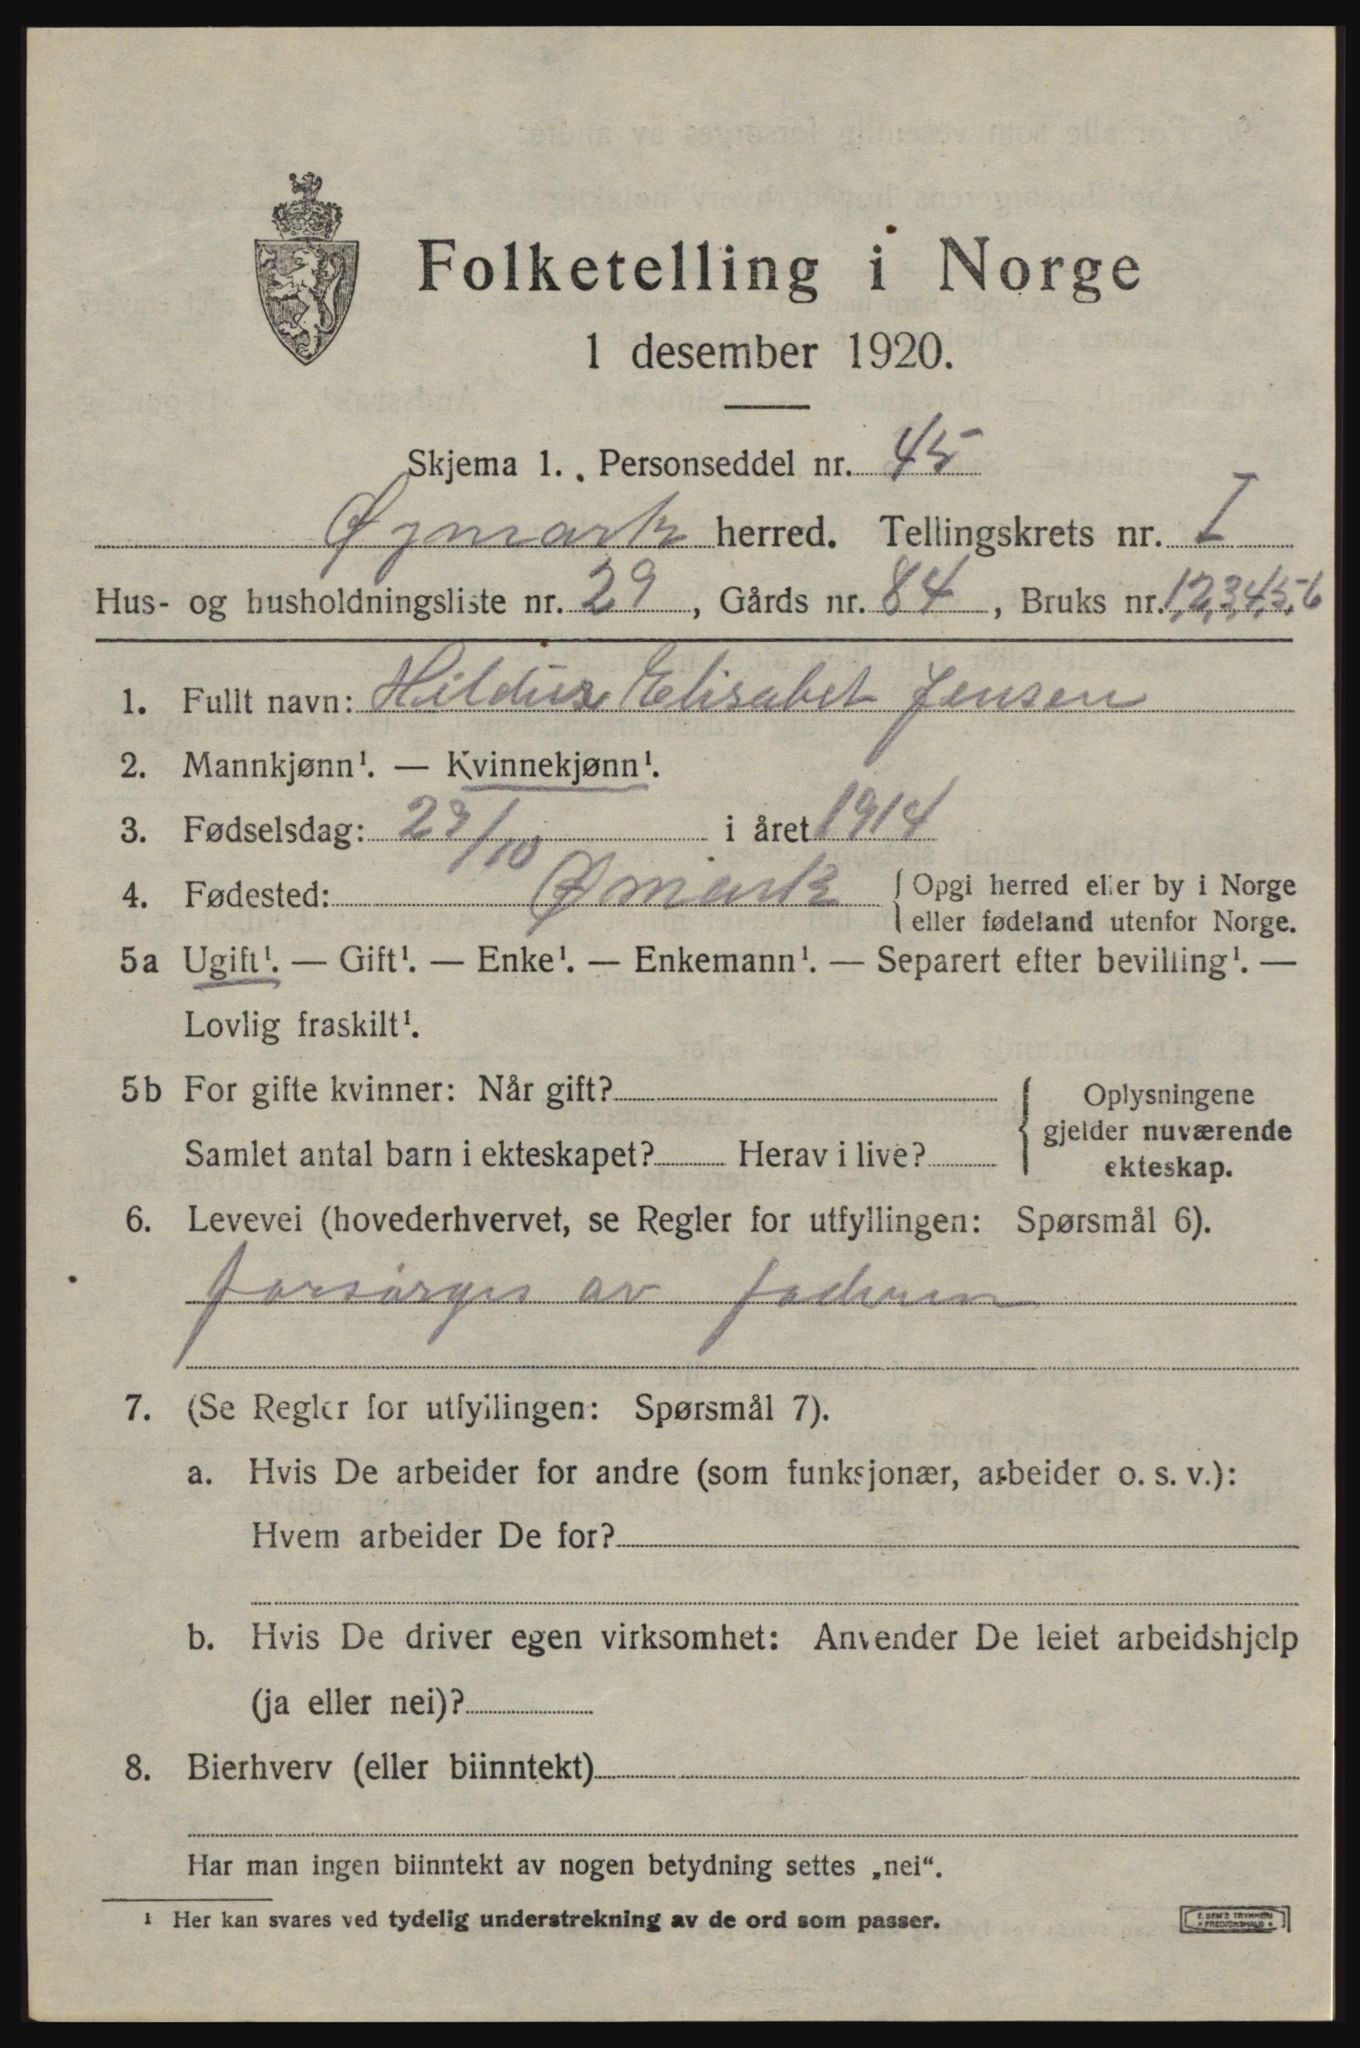 Folketelling i Norge
1 desember 1920.
Skjema 1. Personseddel nr. 45
Øymark herred. Tellingskrets nr. I
Hus- og husholdningsliste nr. 29, Gårds nr. 84, Bruks nr. 1,2,3,4,5,6
1. Fullt navn: Elisabet Jensen
2. Mannkjønn¹. — Kvinnekjønn¹.
3. Fødselsdag: 29/10 i året 1914
4. Fødested: Ømark { Opgi herred eller by i Norge
eller fødeland utenfor Norge.
5a Ugift¹. — Gift¹. — Enke¹. — Enkemann¹. — Separert efter bevilling¹. —
Lovlig fraskilt¹.
5b For gifte kvinner: Når gift?
Samlet antal barn i ekteskapet? Herav i live?
{ Oplysningene
gjelder nuværende
ekteskap.
6. Levevei (hovederhvervet, se Regler for utfyllingen: Spørsmål 6).
forsørges av faderen
7. (Se Regler for utfyllingen: Spørsmål 7).
a. Hvis De arbeider for andre (som funksjonær, arbeider o. s. v.):
Hvem arbeider De for?
b. Hvis De driver egen virksomhet: Anvender De leiet arbeidshjelp
(ja eller nei)?
8. Bierhverv (eller biinntekt)
Har man ingen biinntekt av nogen betydning settes „nei“.
¹ Her kan svares ved tydelig understrekning av de ord som passer.
E. SEM'S TRYKKERI
FREDRIKSHALD